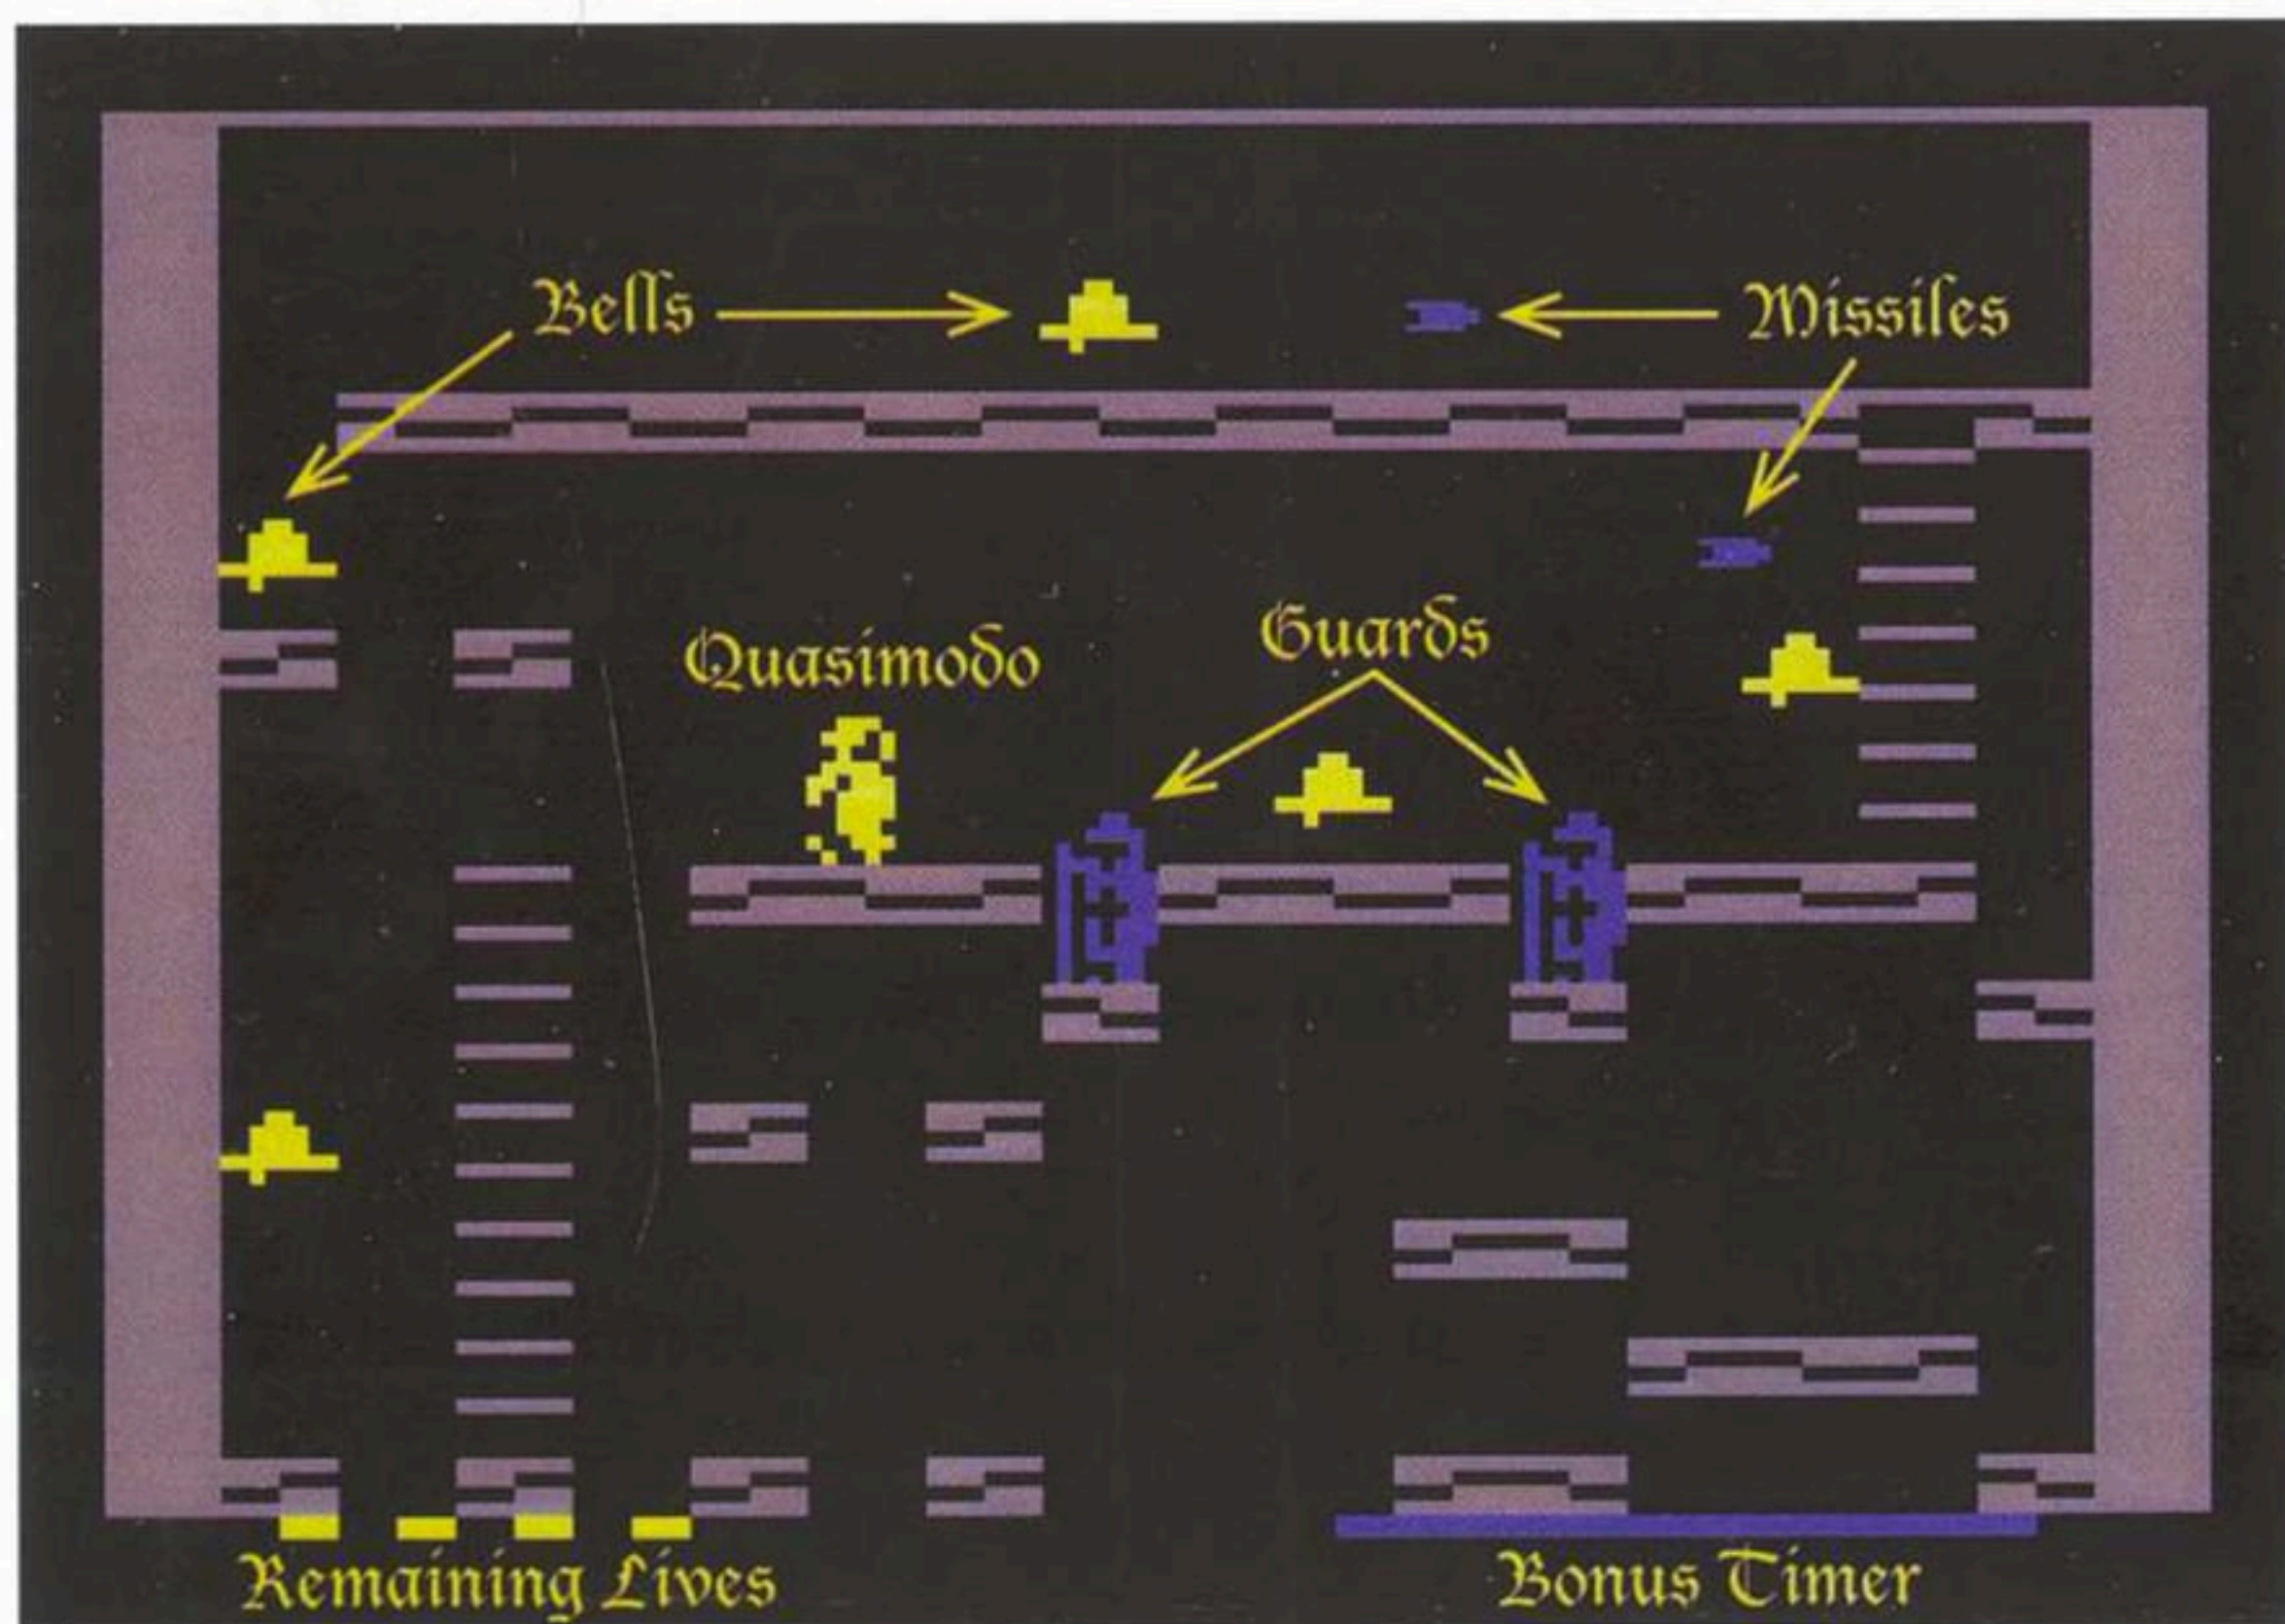 Bells
Missiles
Quasimodo
Guards
Remaining Lives
Bonus Timer